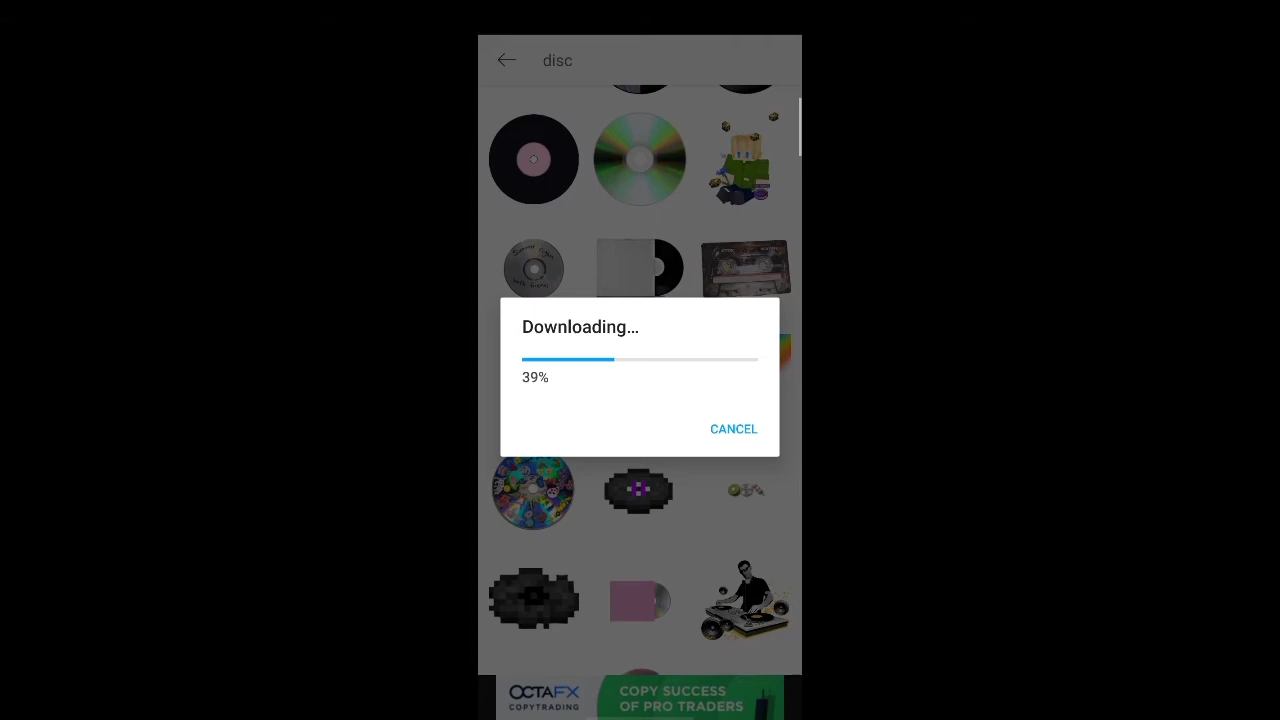 disc
Downloading...
39%
CANCEL
OCTAFX
COPYTRADING
COPY SUCCESS
OF PRO TRADERS